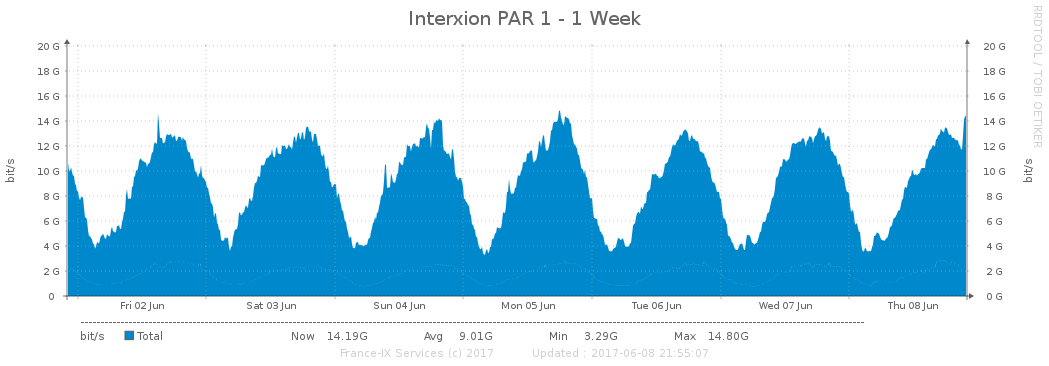 Interxion PAR 1 - 1 Week
RRDTOOL / TOBI OETIKER
20 G 20 G
18 G 18 G
16 G 16 G
14 G 14 G
12 G 12 G
10 G 10 G
8 G 8 G
6 G 6 G
4 G 4 G
2 G 2 G
0 0 G
bit/s
bit/s
Fri 02 Jun Sat 03 Jun Sun 04 Jun Mon 05 Jun Tue 06 Jun Wed 07 Jun Thu 08 Jun
bit/s Total Now 14.19G Avg 9.01G Min 3.29G Max 14.80G
France-IX Services (c) 2017 Updated : 2017-06-08 21:55:07